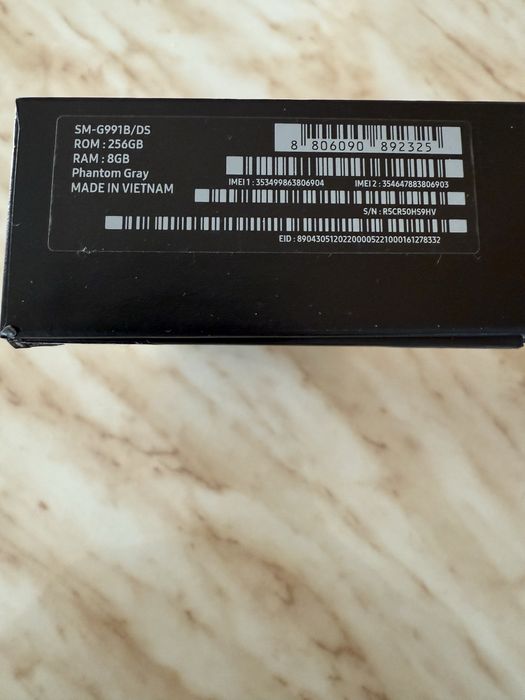 SM-G991B/DS
ROM : 256GB
RAM : 8GB
Phantom Gray
MADE IN VIETNAM
8 806090 892325
IMEI 1 : 353499863806904 IMEI 2 : 354647883806903
S/N : R5CR50HS9HV
EID : 89043051202200005221000161278332